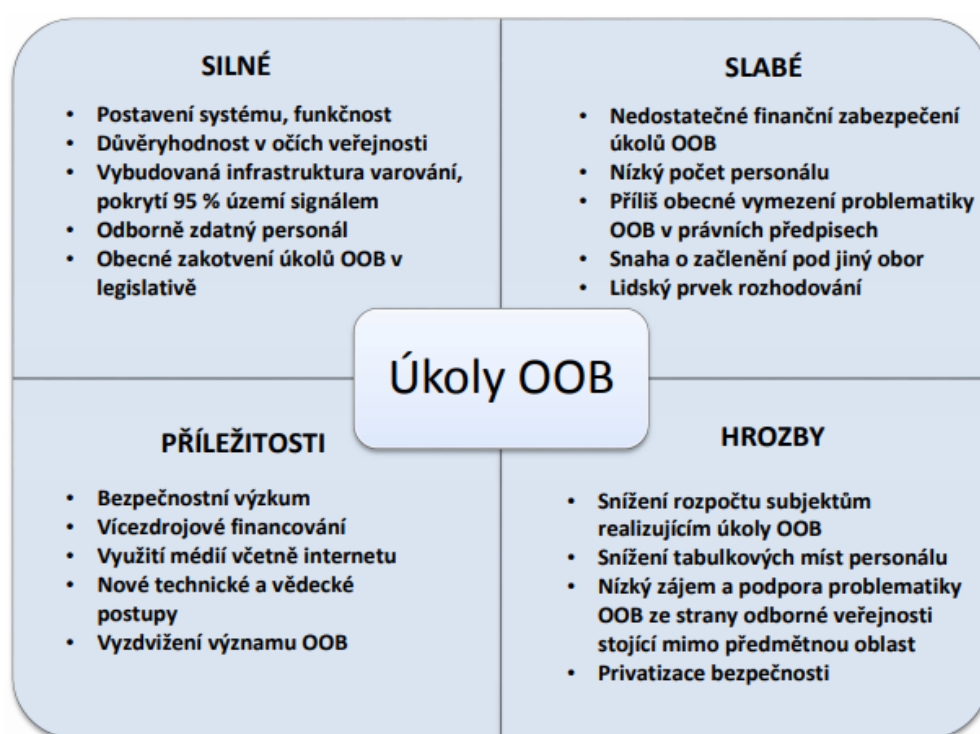 SILNÉ
• Postavení systému, funkčnost
• Důvěryhodnost v očích veřejnosti
• Vybudovaná infrastruktura varování,
pokrytí 95 % území signálem
• Odborně zdatný personál
• Obecné zakotvení úkolů OOB v
legislativě
SLABÉ
• Nedostatečné finanční zabezpečení
úkolů OOB
• Nízký počet personálu
• Příliš obecné vymezení problematiky
OOB v právních předpisech
• Snaha o začlenění pod jiný obor
• Lidský prvek rozhodování
Úkoly OOB
PŘÍLEŽITOSTI
• Bezpečnostní výzkum
• Vícezdrojové financování
• Využití médií včetně internetu
• Nové technické a vědecké
postupy
• Vyzdvižení významu OOB
HROZBY
• Snížení rozpočtu subjektům
realizujícím úkoly OOB
• Snížení tabulkových míst personálu
• Nízký zájem a podpora problematiky
OOB ze strany odborné veřejnosti
stojící mimo předmětnou oblast
• Privatizace bezpečnosti